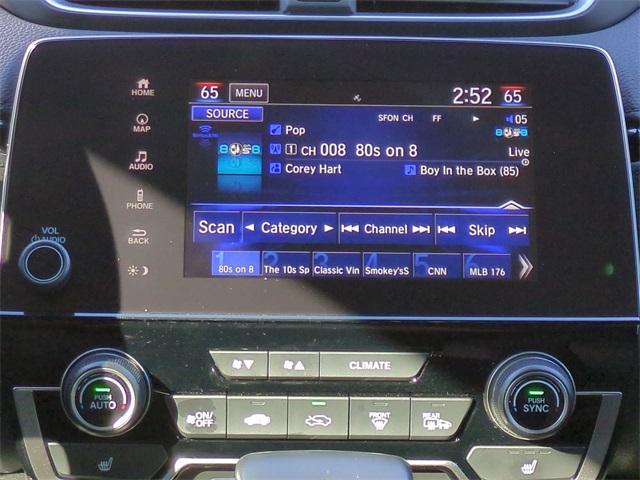 65 MENU 2:52 65
HOME
SOURCE SFON CH FF 05
MAP
Pop
1 CH 008 80s on 8 Live
AUDIO
Corey Hart Boy In the Box (85)
PHONE
VOL
AUDIO
BACK
Scan Category Channel Skip
1 2 3 4 5 6
80s on 8 The 10s Sp Classic Vin Smokey'sS CNN MLB 176
CLIMATE
PUSH
AUTO
ON/
OFF
FRONT
REAR
PUSH
SYNC